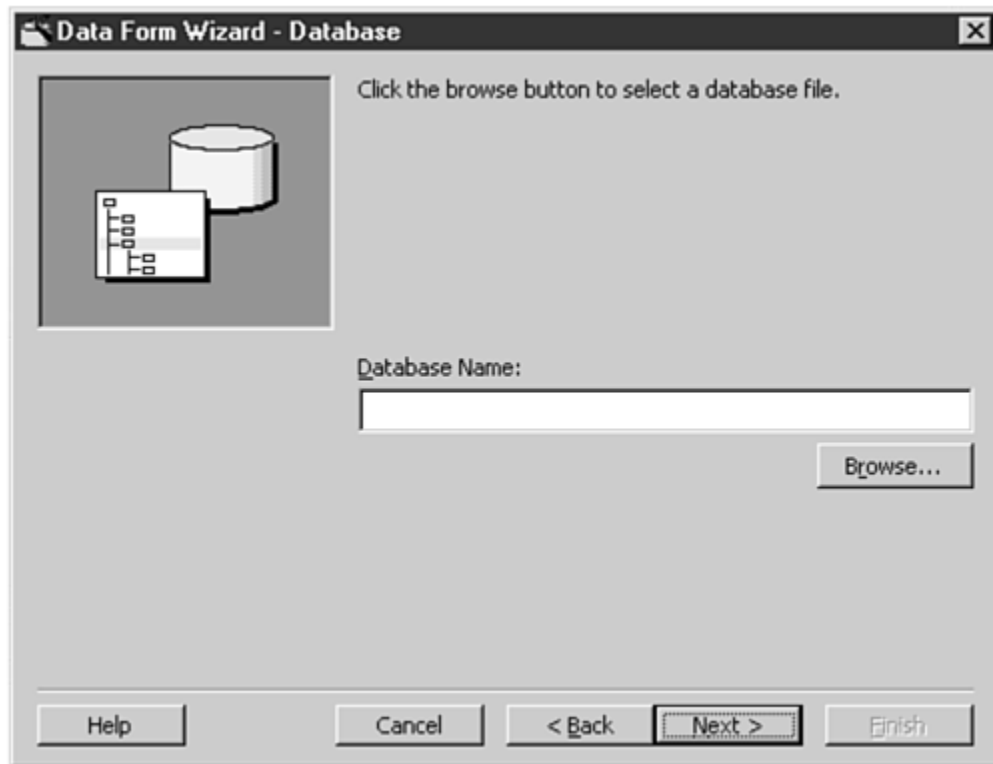 Data Form Wizard - Database
Click the browse button to select a database file.
Database Name:
Browse...
Help
Cancel
< Back
Next >
Finish